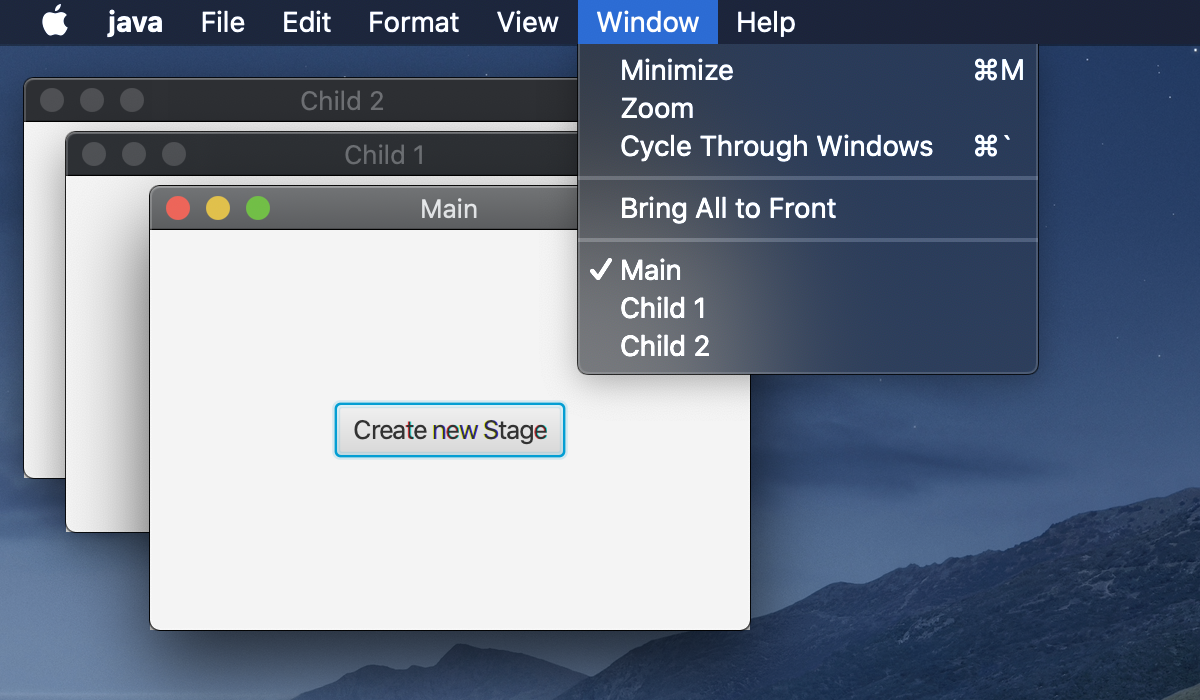 java File Edit Format View Window Help
Minimize ⌘M
Zoom
Cycle Through Windows ⌘`
Bring All to Front
✓ Main
Child 1
Child 2
Child 2
Child 1
Main
Create new Stage